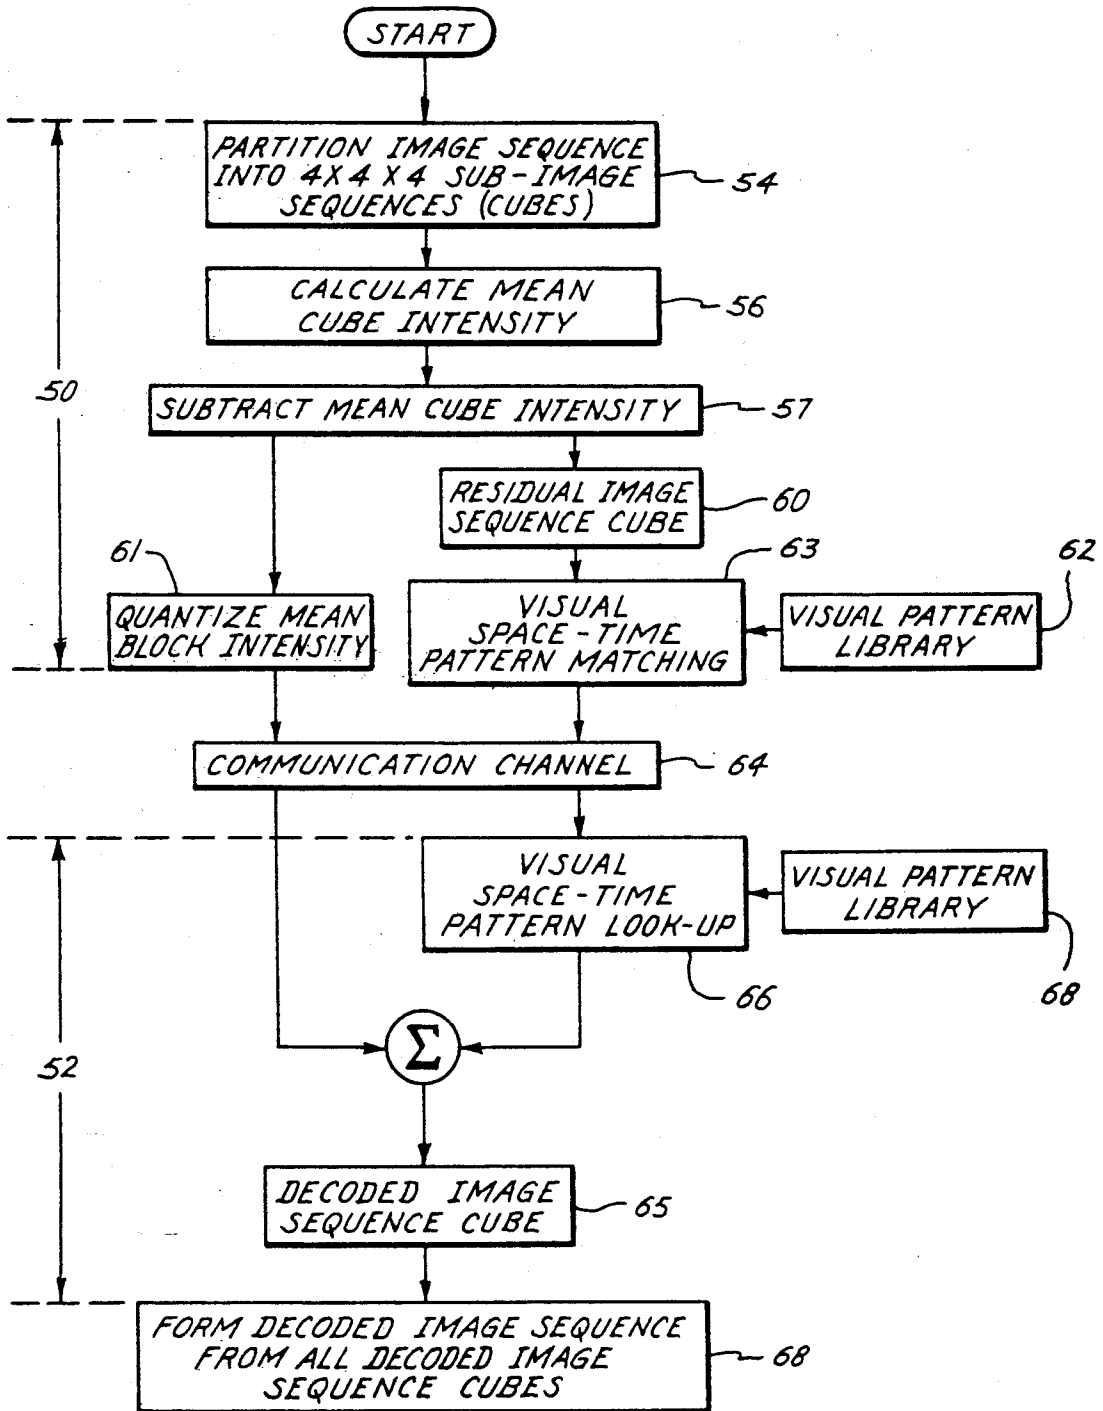 START
PARTITION IMAGE SEQUENCE
INTO 4X4X4 SUB-IMAGE
SEQUENCES (CUBES)
54
CALCULATE MEAN
CUBE INTENSITY
56
50
SUBTRACT MEAN CUBE INTENSITY
57
RESIDUAL IMAGE
SEQUENCE CUBE
60
61
63
62
QUANTIZE MEAN
BLOCK INTENSITY
VISUAL
SPACE-TIME
PATTERN MATCHING
VISUAL PATTERN
LIBRARY
COMMUNICATION CHANNEL
64
VISUAL
SPACE-TIME
PATTERN LOOK-UP
VISUAL PATTERN
LIBRARY
66
68
Σ
52
DECODED IMAGE
SEQUENCE CUBE
65
FORM DECODED IMAGE SEQUENCE
FROM ALL DECODED IMAGE
SEQUENCE CUBES
68